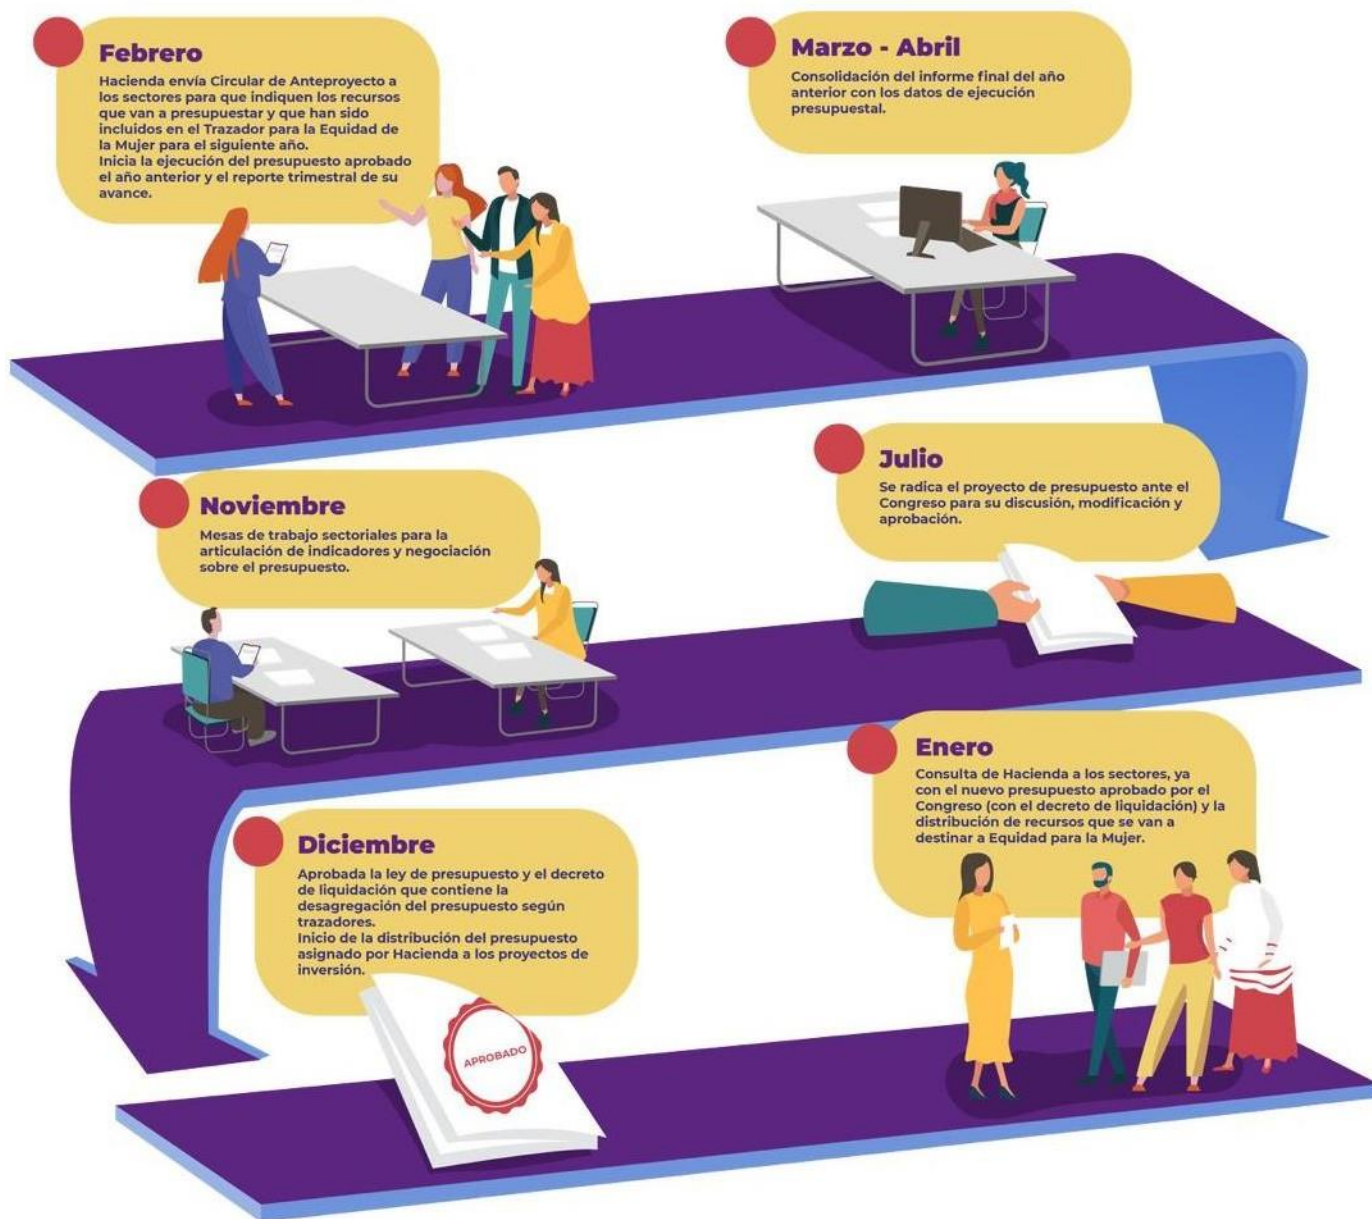 Febrero
Hacienda envía Circular de Anteproyecto a
los sectores para que indiquen los recursos
que van a presupuestar y que han sido
incluidos en el Trazador para la Equidad de
la Mujer para el siguiente año.
Inicia la ejecución del presupuesto aprobado
el año anterior y el reporte trimestral de su
avance.
Marzo - Abril
Consolidación del informe final del año
anterior con los datos de ejecución
presupuestal.
Julio
Se radica el proyecto de presupuesto ante el
Congreso para su discusión, modificación y
aprobación.
Noviembre
Mesas de trabajo sectoriales para la
articulación de indicadores y negociación
sobre el presupuesto.
Diciembre
Aprobada la ley de presupuesto y el decreto
de liquidación que contiene la
desagregación del presupuesto según
trazadores.
Inicio de la distribución del presupuesto
asignado por Hacienda a los proyectos de
inversión.
APROBADO
Enero
Consulta de Hacienda a los sectores, ya
con el nuevo presupuesto aprobado por el
Congreso (con el decreto de liquidación) y la
distribución de recursos que se van a
destinar a Equidad para la Mujer.